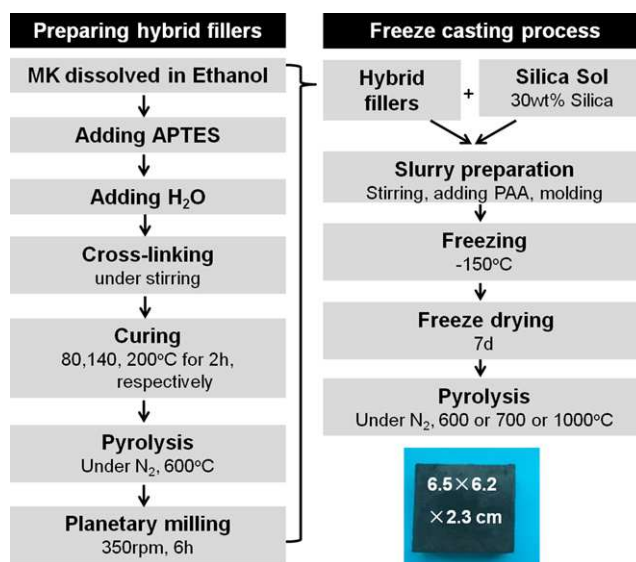 Preparing hybrid fillers
MK dissolved in Ethanol
Adding APTES
Adding H₂O
Cross-linking
under stirring
Curing
80,140, 200°C for 2h,
respectively
Pyrolysis
Under N₂, 600°C
Planetary milling
350rpm, 6h
Freeze casting process
Hybrid
fillers
+
Silica Sol
30wt% Silica
Slurry preparation
Stirring, adding PAA, molding
Freezing
-150°C
Freeze drying
7d
Pyrolysis
Under N₂, 600 or 700 or 1000°C
6.5×6.2
×2.3 cm